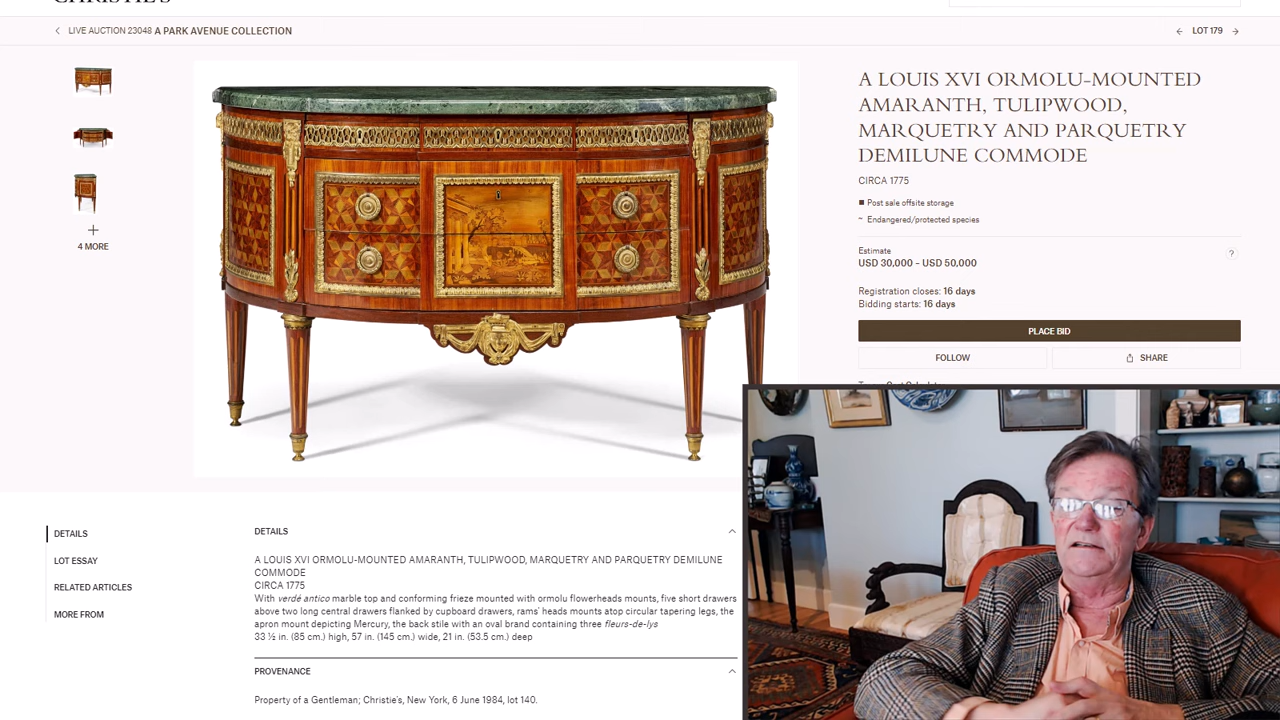 CHRISTIE'S
LIVE AUCTION 23048 A PARK AVENUE COLLECTION
LOT 179
4 MORE
A LOUIS XVI ORMOLU-MOUNTED
AMARANTH, TULIPWOOD,
MARQUETRY AND PARQUETRY
DEMILUNE COMMODE
CIRCA 1775
Post sale offsite storage
~ Endangered/protected species
Estimate
USD 30,000 – USD 50,000
?
Registration closes: 16 days
Bidding starts: 16 days
PLACE BID
FOLLOW
SHARE
DETAILS
LOT ESSAY
RELATED ARTICLES
MORE FROM
DETAILS
A LOUIS XVI ORMOLU-MOUNTED AMARANTH, TULIPWOOD, MARQUETRY AND PARQUETRY DEMILUNE
COMMODE
CIRCA 1775
With verdé antico marble top and conforming frieze mounted with ormolu flowerheads mounts, five short drawers
above two long central drawers flanked by cupboard drawers, rams' heads mounts atop circular tapering legs, the
apron mount depicting Mercury, the back stile with an oval brand containing three fleurs-de-lys
33 ½ in. (85 cm.) high, 57 in. (145 cm.) wide, 21 in. (53.5 cm.) deep
PROVENANCE
Property of a Gentleman; Christie's, New York, 6 June 1984, lot 140.